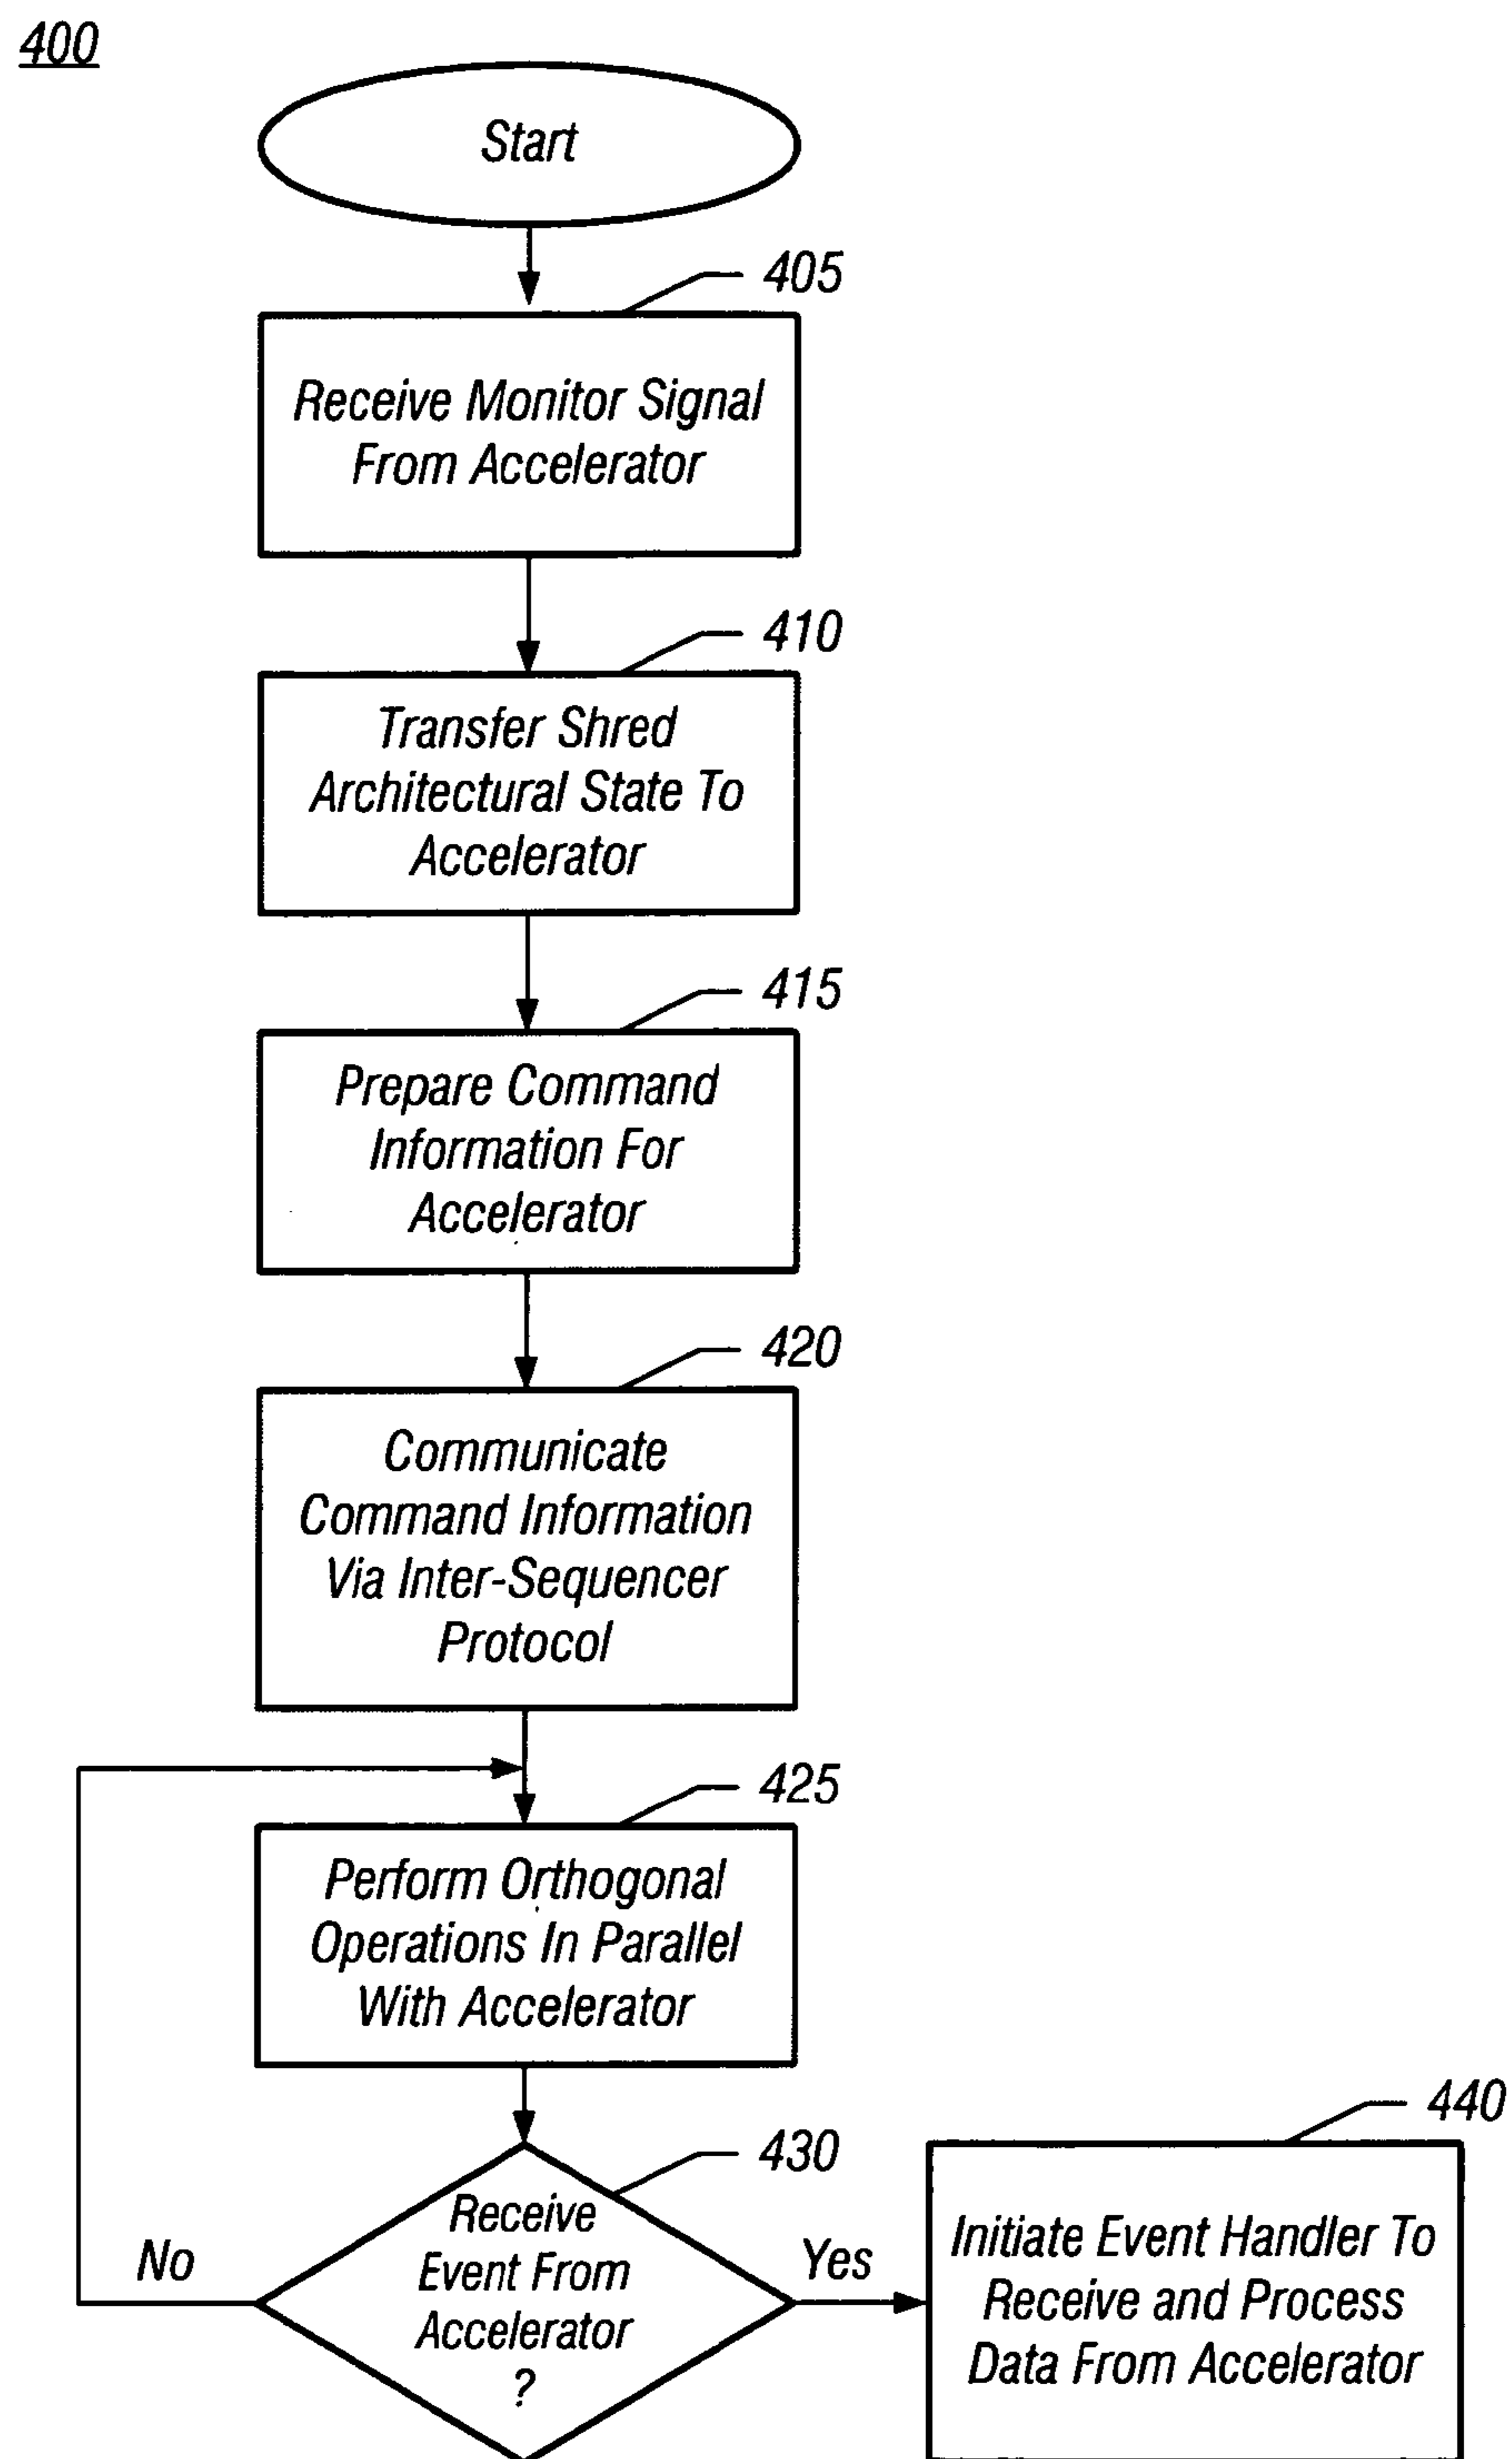 400
Start
405
Receive Monitor Signal
From Accelerator
410
Transfer Shred
Architectural State To
Accelerator
415
Prepare Command
Information For
Accelerator
420
Communicate
Command Information
Via Inter-Sequencer
Protocol
425
Perform Orthogonal
Operations In Parallel
With Accelerator
430
Receive
Event From
Accelerator
?
No
Yes
440
Initiate Event Handler To
Receive and Process
Data From Accelerator